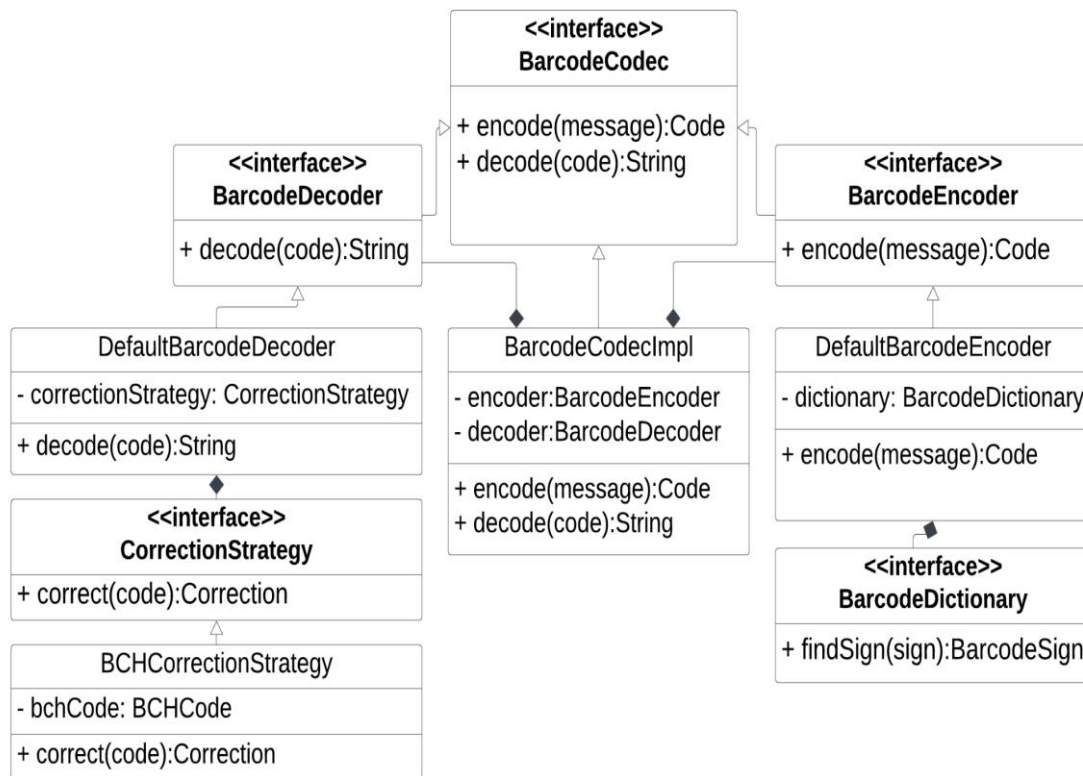 <<interface>>
BarcodeCodec
+ encode(message):Code
+ decode(code):String
<<interface>>
BarcodeDecoder
+ decode(code):String
<<interface>>
BarcodeEncoder
+ encode(message):Code
DefaultBarcodeDecoder
- correctionStrategy: CorrectionStrategy
+ decode(code):String
BarcodeCodecImpl
- encoder:BarcodeEncoder
- decoder:BarcodeDecoder
+ encode(message):Code
+ decode(code):String
DefaultBarcodeEncoder
- dictionary: BarcodeDictionary
+ encode(message):Code
<<interface>>
CorrectionStrategy
+ correct(code):Correction
<<interface>>
BarcodeDictionary
+ findSign(sign):BarcodeSign
BCHCorrectionStrategy
- bchCode: BCHCode
+ correct(code):Correction